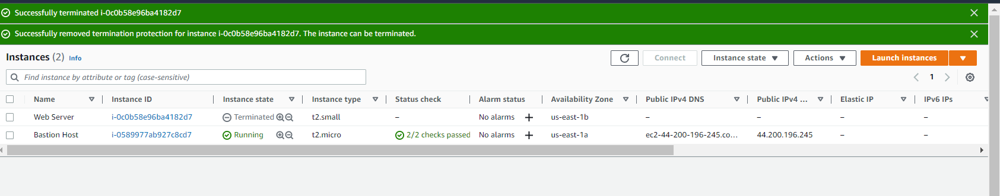 Successfully terminated i-0c0b58e96ba4182d7
Successfully removed termination protection for instance i-0c0b58e96ba4182d7. The instance can be terminated.
Instances (2) Info Connect Instance state Actions Launch instances
Find instance by attribute or tag (case-sensitive) 1
Name Instance ID Instance state Instance type Status check Alarm status Availability Zone Public IPv4 DNS Public IPv4 ... Elastic IP IPv6 IPs
Web Server i-0c0b58e96ba4182d7 Terminated t2.small – No alarms + us-east-1b – – – –
Bastion Host i-0589977ab927c8cd7 Running t2.micro 2/2 checks passed No alarms + us-east-1a ec2-44-200-196-245.co... 44.200.196.245 – –